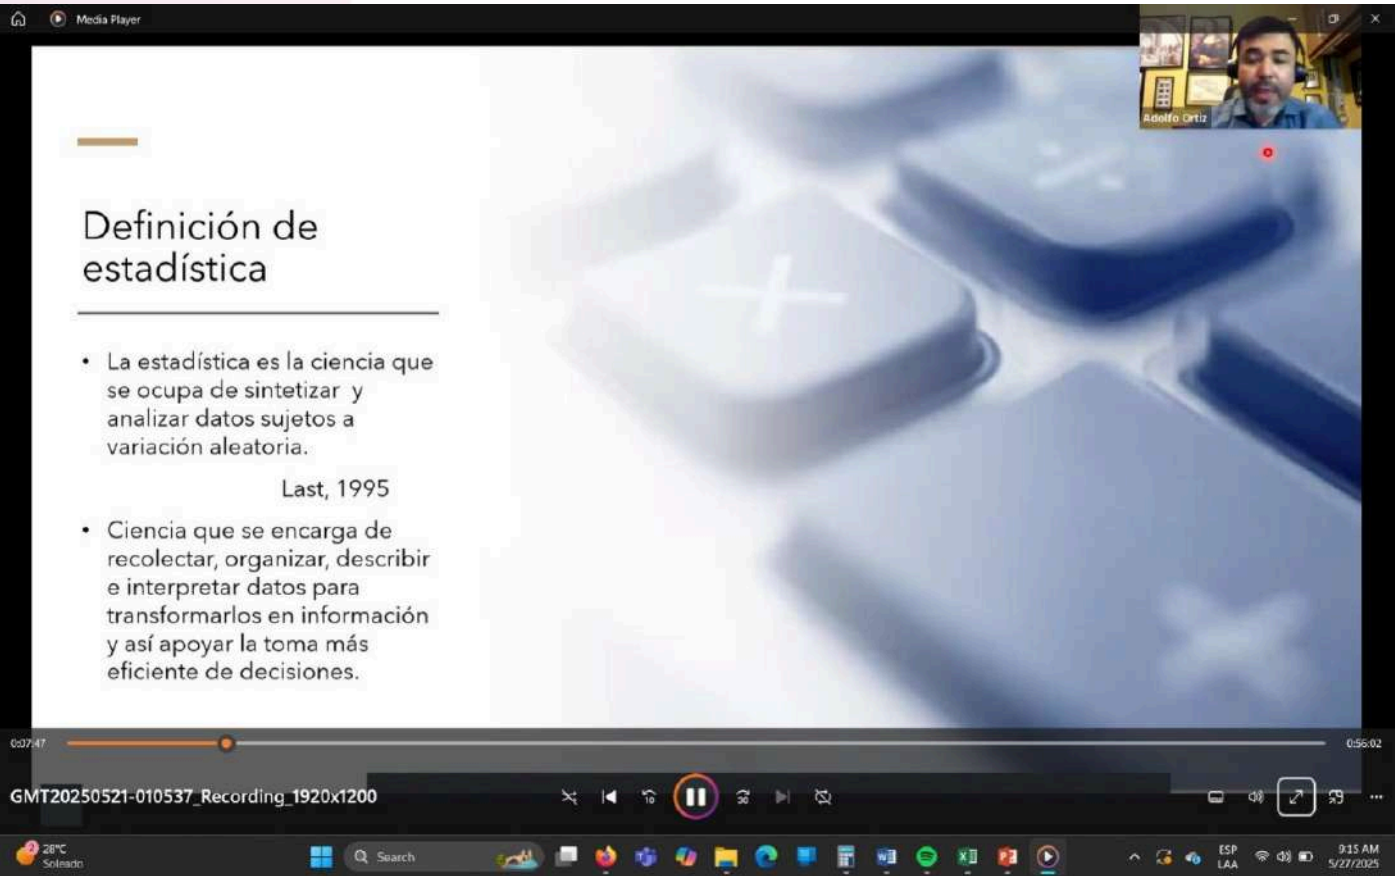 Media Player
Adolfo Ortiz
Definición de
estadística
• La estadística es la ciencia que
se ocupa de sintetizar y
analizar datos sujetos a
variación aleatoria.
Last, 1995
• Ciencia que se encarga de
recolectar, organizar, describir
e interpretar datos para
transformarlos en información
y así apoyar la toma más
eficiente de decisiones.
0:07:47
0:56:02
GMT20250521-010537_Recording_1920x1200
10
30
2
28°C
Soleado
Search
ESP
LAA
9:15 AM
5/27/2025